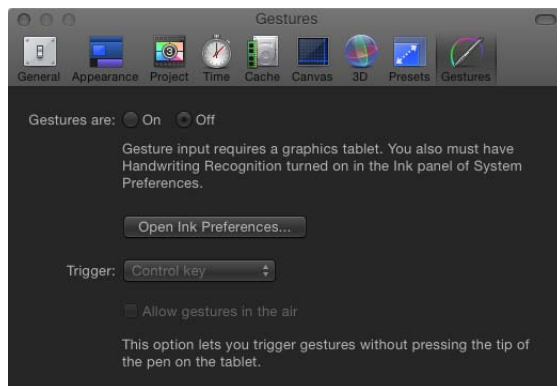 Gestures
General Appearance Project Time Cache Canvas 3D Presets Gestures
Gestures are: On Off
Gesture input requires a graphics tablet. You also must have
Handwriting Recognition turned on in the Ink panel of System
Preferences.
Open Ink Preferences...
Trigger: Control key
Allow gestures in the air
This option lets you trigger gestures without pressing the tip of
the pen on the tablet.